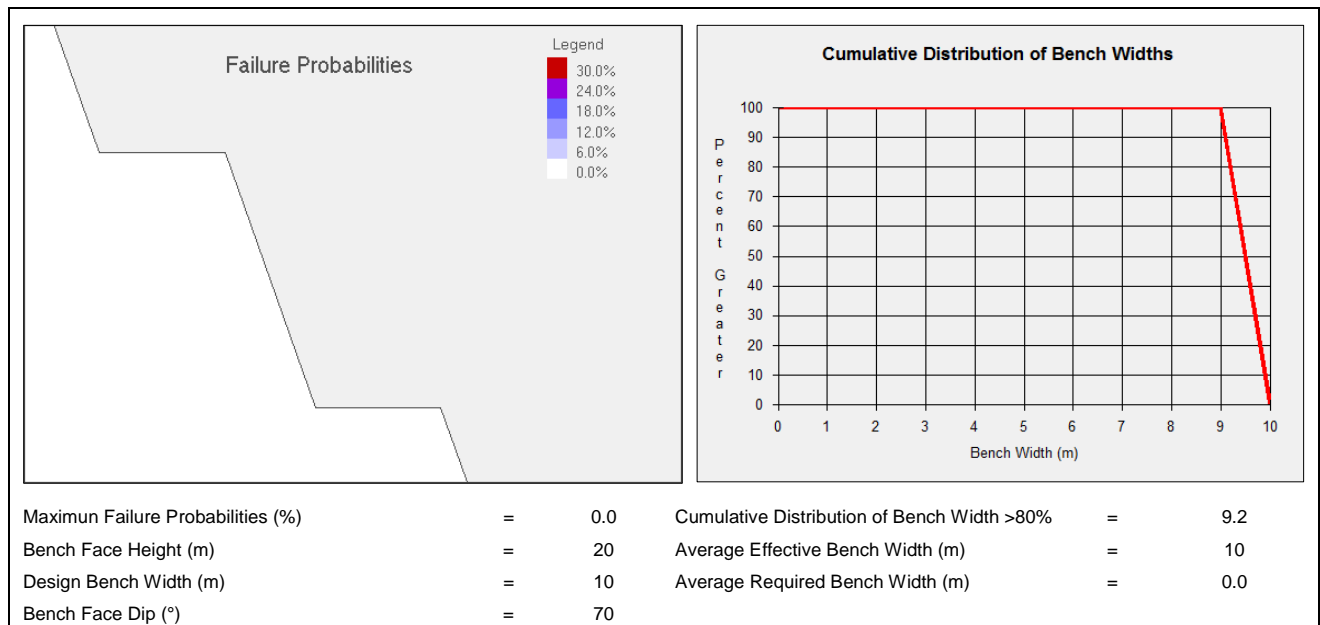 Failure Probabilities
Legend
30.0%
24.0%
18.0%
12.0%
6.0%
0.0%
Cumulative Distribution of Bench Widths
Percent Greater
100
90
80
70
60
50
40
30
20
10
0
0 1 2 3 4 5 6 7 8 9 10
Bench Width (m)
Maximun Failure Probabilities (%) = 0.0 Cumulative Distribution of Bench Width >80% = 9.2
Bench Face Height (m) = 20 Average Effective Bench Width (m) = 10
Design Bench Width (m) = 10 Average Required Bench Width (m) = 0.0
Bench Face Dip (°) = 70